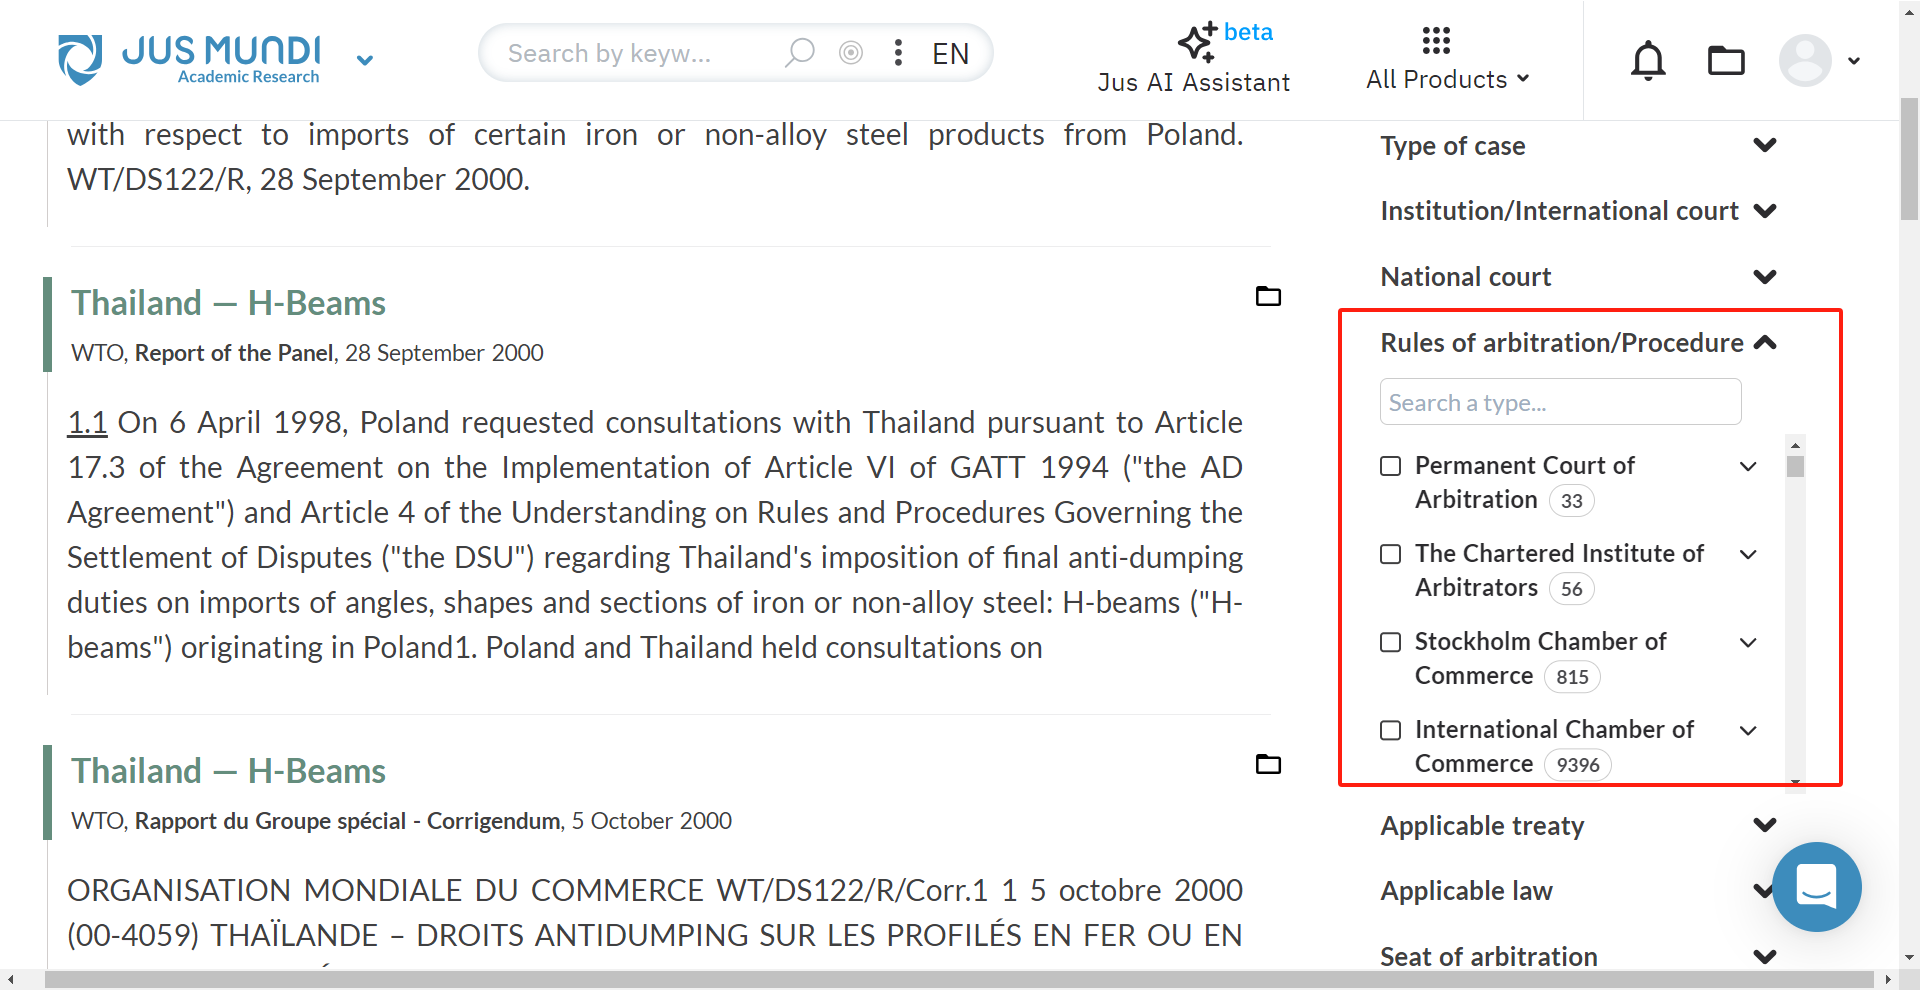 JUS MUNDI
Academic Research
Search by keyw...
EN
beta
Jus AI Assistant
All Products
with respect to imports of certain iron or non-alloy steel products from Poland.
WT/DS122/R, 28 September 2000.
Thailand — H-Beams
WTO, Report of the Panel, 28 September 2000
1.1 On 6 April 1998, Poland requested consultations with Thailand pursuant to Article
17.3 of the Agreement on the Implementation of Article VI of GATT 1994 ("the AD
Agreement") and Article 4 of the Understanding on Rules and Procedures Governing the
Settlement of Disputes ("the DSU") regarding Thailand's imposition of final anti-dumping
duties on imports of angles, shapes and sections of iron or non-alloy steel: H-beams ("H-
beams") originating in Poland1. Poland and Thailand held consultations on
Thailand — H-Beams
WTO, Rapport du Groupe spécial - Corrigendum, 5 October 2000
ORGANISATION MONDIALE DU COMMERCE WT/DS122/R/Corr.1 1 5 octobre 2000
(00-4059) THAÏLANDE – DROITS ANTIDUMPING SUR LES PROFILÉS EN FER OU EN
Type of case
Institution/International court
National court
Rules of arbitration/Procedure
Search a type...
Permanent Court of
Arbitration 33
The Chartered Institute of
Arbitrators 56
Stockholm Chamber of
Commerce 815
International Chamber of
Commerce 9396
Applicable treaty
Applicable law
Seat of arbitration